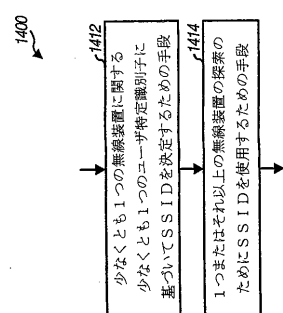 1400
1412
少なくとも1つの無線装置に関する
少なくとも1つのユーザ特定識別子に
基づいてSSIDを決定するための手段
1414
1つまたはそれ以上の無線装置の探索の
ためにSSIDを使用するための手段